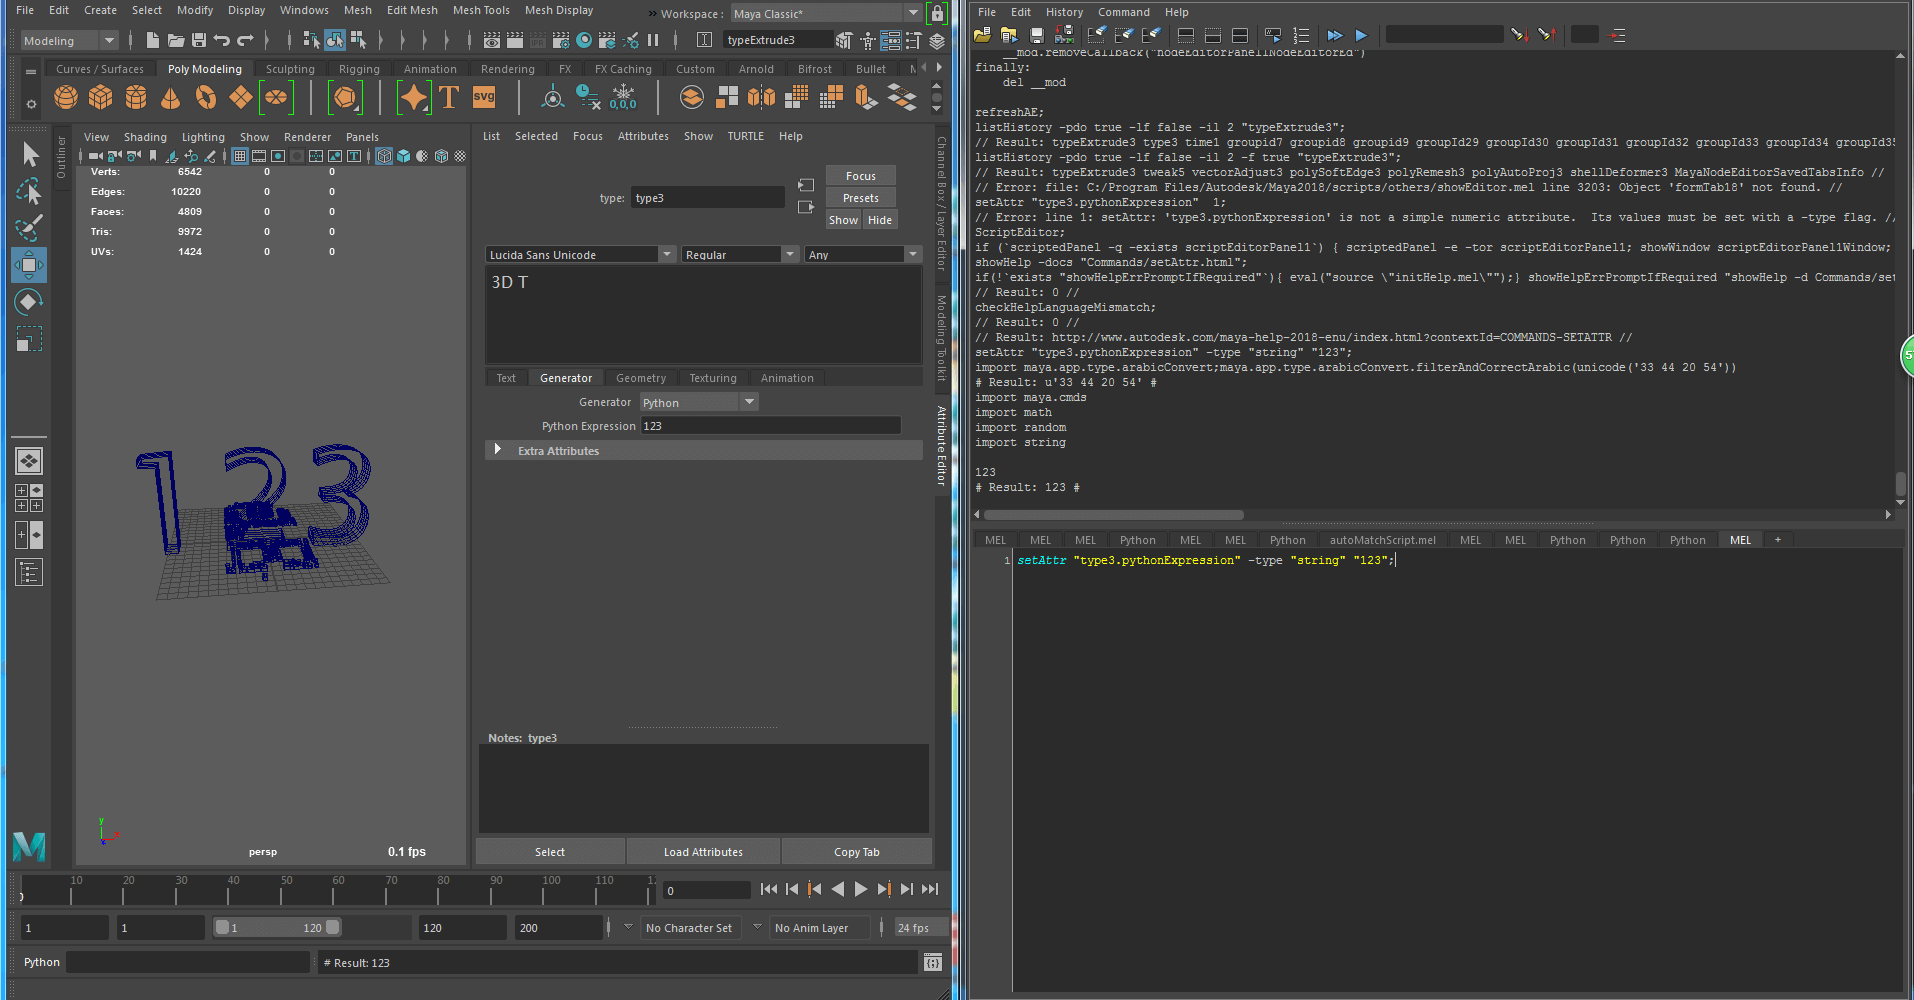 File Edit Create Select Modify Display Windows Mesh Edit Mesh Mesh Tools Mesh Display
» Workspace : Maya Classic*
Modeling
typeExtrude3
Curves / Surfaces Poly Modeling Sculpting Rigging Animation Rendering FX FX Caching Custom Arnold Bifrost Bullet
T SVG 0,0,0
Outliner
View Shading Lighting Show Renderer Panels
Verts: 6542 0 0
Edges: 10220 0 0
Faces: 4809 0 0
Tris: 9972 0 0
UVs: 1424 0 0
123
y
persp
0.1 fps
List Selected Focus Attributes Show TURTLE Help
type: type3
Focus
Presets
Show Hide
Lucida Sans Unicode Regular Any
3D T
Text Generator Geometry Texturing Animation
Generator Python
Python Expression 123
Extra Attributes
Notes: type3
Select Load Attributes Copy Tab
Channel Box / Layer Editor
Modeling Toolkit
Attribute Editor
10 20 30 40 50 60 70 80 90 100 110
0
1 1 1 120 120 200 No Character Set No Anim Layer 24 fps
Python # Result: 123
File Edit History Command Help
__mod.removeCallback("nodeEditorPanel1NodeEditorEd")
finally:
del __mod
refreshAE;
listHistory -pdo true -lf false -il 2 "typeExtrude3";
// Result: typeExtrude3 type3 time1 groupid7 groupid8 groupid9 groupId29 groupId30 groupId31 groupId32 groupId33 groupId34 groupId35
listHistory -pdo true -lf false -il 2 -f true "typeExtrude3";
// Result: typeExtrude3 tweak5 vectorAdjust3 polySoftEdge3 polyRemesh3 polyAutoProj3 shellDeformer3 MayaNodeEditorSavedTabsInfo //
// Error: file: C:/Program Files/Autodesk/Maya2018/scripts/others/showEditor.mel line 3203: Object 'formTab18' not found. //
setAttr "type3.pythonExpression" 1;
// Error: line 1: setAttr: 'type3.pythonExpression' is not a simple numeric attribute. Its values must be set with a -type flag. //
ScriptEditor;
if (`scriptedPanel -q -exists scriptEditorPanel1`) { scriptedPanel -e -tor scriptEditorPanel1; showWindow scriptEditorPanel1Window;
showHelp -docs "Commands/setAttr.html";
if(!`exists "showHelpErrPromptIfRequired"`){ eval("source \"initHelp.mel\"");} showHelpErrPromptIfRequired "showHelp -d Commands/set
// Result: 0 //
checkHelpLanguageMismatch;
// Result: 0 //
// Result: http://www.autodesk.com/maya-help-2018-enu/index.html?contextId=COMMANDS-SETATTR //
setAttr "type3.pythonExpression" -type "string" "123";
import maya.app.type.arabicConvert;maya.app.type.arabicConvert.filterAndCorrectArabic(unicode('33 44 20 54'))
# Result: u'33 44 20 54' #
import maya.cmds
import math
import random
import string
123
# Result: 123 #
MEL MEL MEL Python MEL MEL Python autoMatchScript.mel MEL MEL Python Python Python MEL +
1 setAttr "type3.pythonExpression" -type "string" "123";